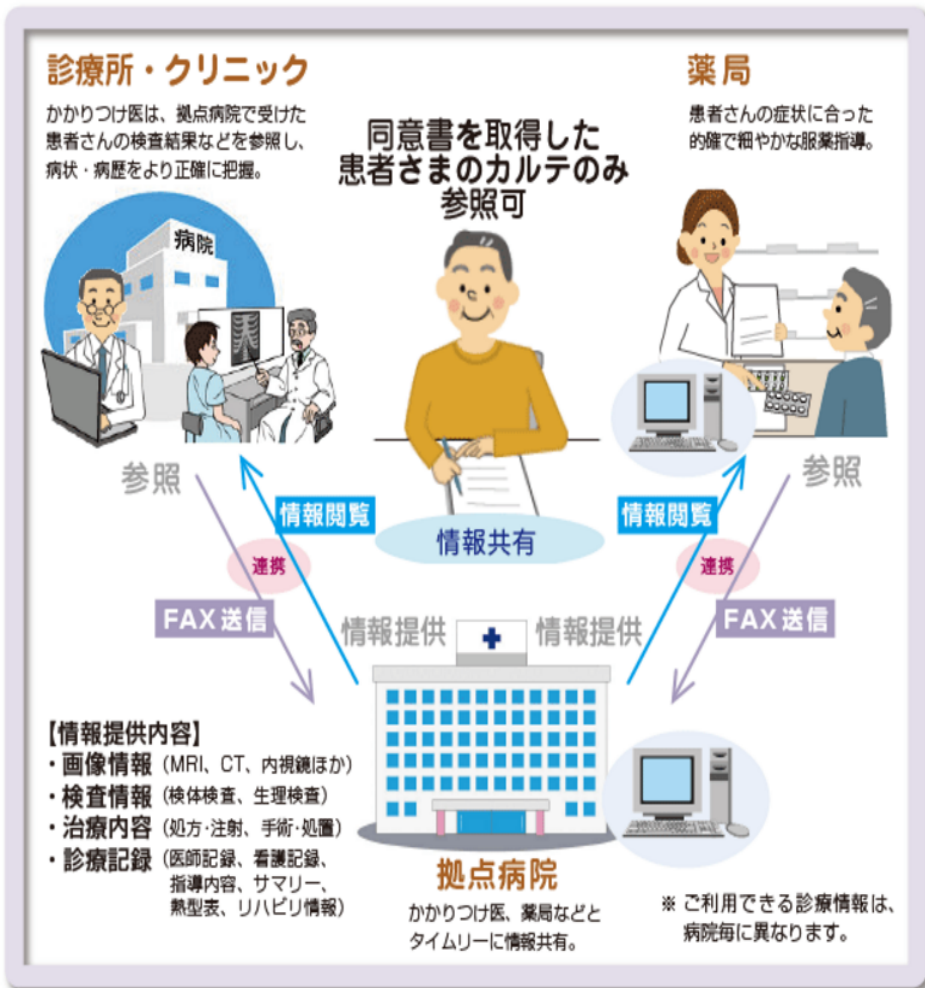 診療所・クリニック
かかりつけ医は、拠点病院で受けた
患者さんの検査結果などを参照し、
病状・病歴をより正確に把握。
同意書を取得した
患者さまのカルテのみ
参照可
薬局
患者さんの症状に合った
的確で細やかな服薬指導。
病院
参照
情報閲覧
連携
FAX送信
情報共有
参照
情報閲覧
連携
FAX送信
情報提供
情報提供
【情報提供内容】
・画像情報（MRI、CT、内視鏡ほか）
・検査情報（検体検査、生理検査）
・治療内容（処方・注射、手術・処置）
・診療記録（医師記録、看護記録、
指導内容、サマリー、
熱型表、リハビリ情報）
拠点病院
かかりつけ医、薬局などと
タイムリーに情報共有。
※ ご利用できる診療情報は、
病院毎に異なります。